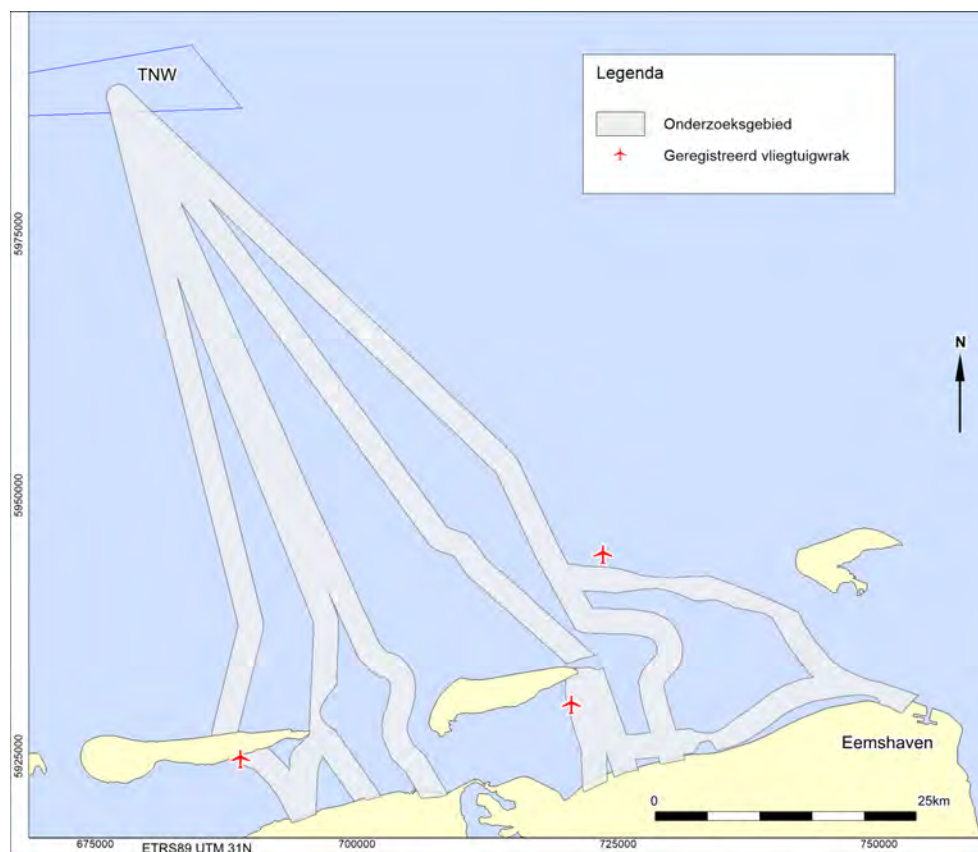 TNW
Legenda
Onderzoeksgebied
Geregistreerd vliegtuigwrak
5975000
N
5950000
5925000
Eemshaven
0 25km
675000 700000 725000 750000
ETRS89 UTM 31N